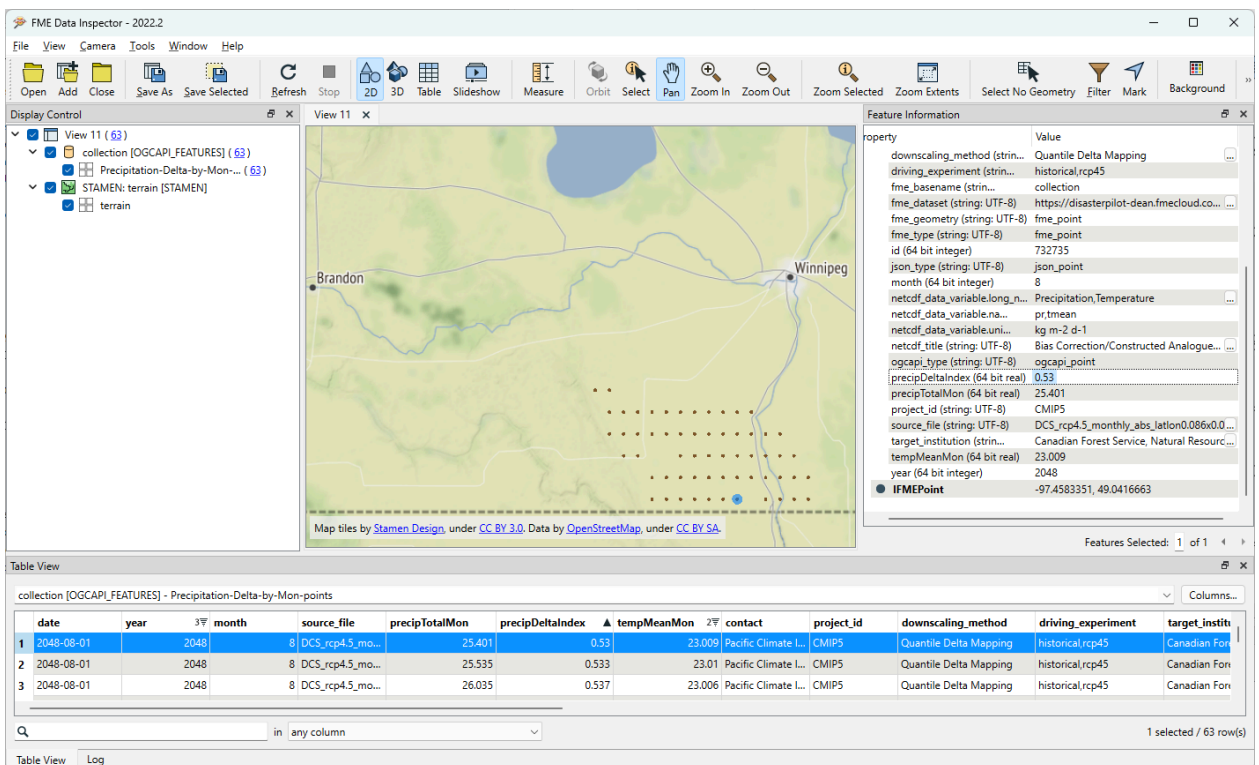 FME Data Inspector - 2022.2
File View Camera Tools Window Help
Open Add Close Save As Save Selected Refresh Stop 2D 3D Table Slideshow Measure Orbit Select Pan Zoom In Zoom Out Zoom Selected Zoom Extents Select No Geometry Filter Mark Background »
Display Control
View 11 (63)
collection [OGCAPI_FEATURES] (63)
Precipitation-Delta-by-Mon-... (63)
STAMEN: terrain [STAMEN]
terrain
View 11
Brandon
Winnipeg
Map tiles by Stamen Design, under CC BY 3.0. Data by OpenStreetMap, under CC BY SA.
Feature Information
roperty Value
downscaling_method (strin... Quantile Delta Mapping ...
driving_experiment (strin... historical,rcp45
fme_basename (strin... collection
fme_dataset (string: UTF-8) https://disasterpilot-dean.fmecloud.co... ...
fme_geometry (string: UTF-8) fme_point
fme_type (string: UTF-8) fme_point
id (64 bit integer) 732735
json_type (string: UTF-8) json_point
month (64 bit integer) 8
netcdf_data_variable.long_n... Precipitation,Temperature ...
netcdf_data_variable.na... pr,tmean
netcdf_data_variable.uni... kg m-2 d-1
netcdf_title (string: UTF-8) Bias Correction/Constructed Analogue... ...
ogcapi_type (string: UTF-8) ogcapi_point
precipDeltaIndex (64 bit real) 0.53
precipTotalMon (64 bit real) 25.401
project_id (string: UTF-8) CMIP5
source_file (string: UTF-8) DCS_rcp4.5_monthly_abs_latlon0.086x0.0 ...
target_institution (strin... Canadian Forest Service, Natural Resourc ...
tempMeanMon (64 bit real) 23.009
year (64 bit integer) 2048
IFMEPoint -97.4583351, 49.0416663
Features Selected: 1 of 1
Table View
collection [OGCAPI_FEATURES] - Precipitation-Delta-by-Mon-points Columns...
date year 3 month source_file precipTotalMon precipDeltaIndex tempMeanMon 2 contact project_id downscaling_method driving_experiment target_institu
1 2048-08-01 2048 8 DCS_rcp4.5_mo... 25.401 0.53 23.009 Pacific Climate I... CMIP5 Quantile Delta Mapping historical,rcp45 Canadian Fore
2 2048-08-01 2048 8 DCS_rcp4.5_mo... 25.535 0.533 23.01 Pacific Climate I... CMIP5 Quantile Delta Mapping historical,rcp45 Canadian Fore
3 2048-08-01 2048 8 DCS_rcp4.5_mo... 26.035 0.537 23.006 Pacific Climate I... CMIP5 Quantile Delta Mapping historical,rcp45 Canadian Fore
in any column 1 selected / 63 row(s)
Table View Log